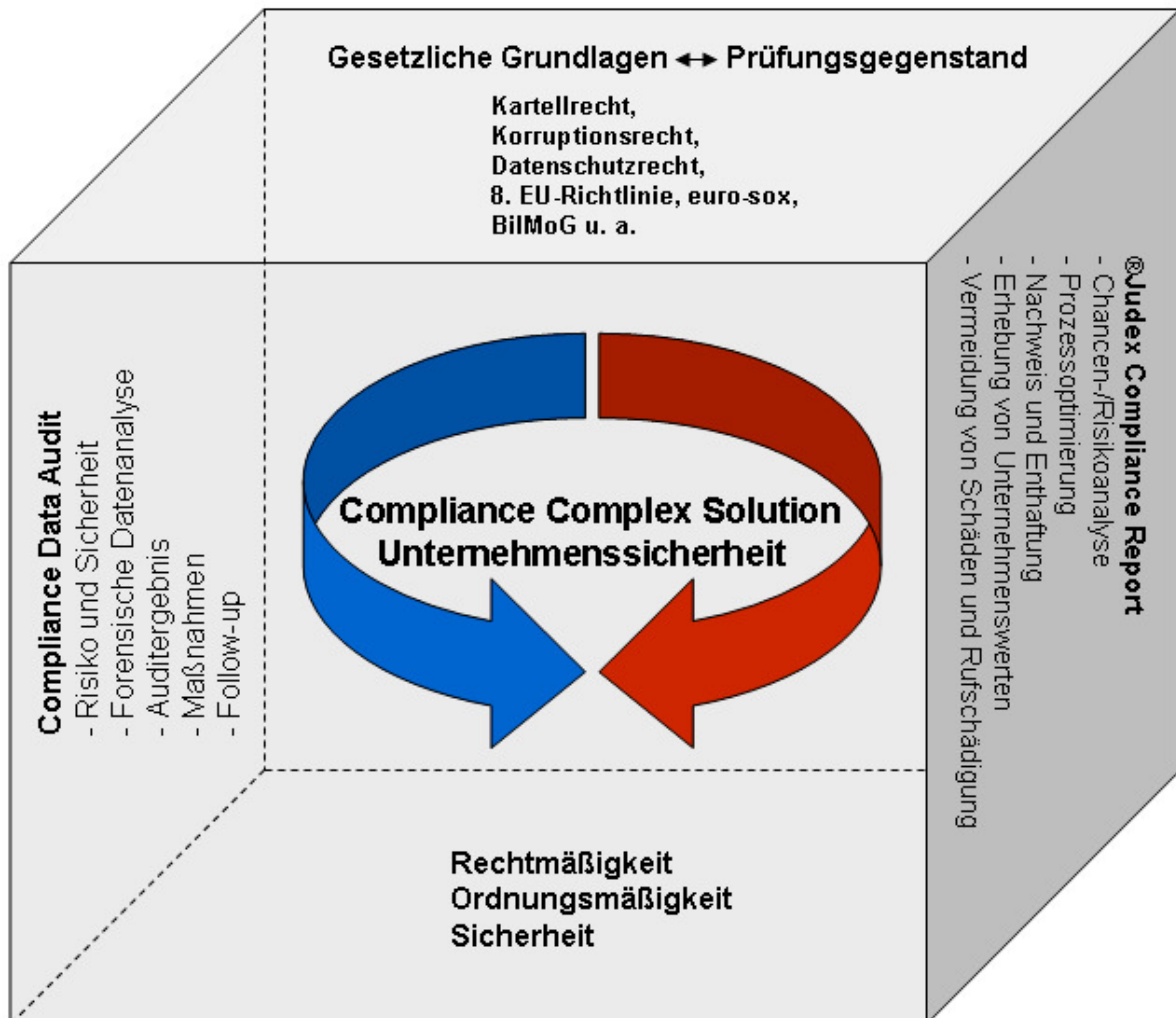 Gesetzliche Grundlagen ↔ Prüfungsgegenstand
Kartellrecht,
Korruptionsrecht,
Datenschutzrecht,
8. EU-Richtlinie, euro-sox,
BilMoG u. a.
Compliance Data Audit
- Risiko und Sicherheit
- Forensische Datenanalyse
- Auditergebnis
- Maßnahmen
- Follow-up
Compliance Complex Solution
Unternehmenssicherheit
®Judex Compliance Report
- Chancen-/Risikoanalyse
- Prozessoptimierung
- Nachweis und Enthaftung
- Erhebung von Unternehmenswerten
- Vermeidung von Schäden und Rufschädigung
Rechtmäßigkeit
Ordnungsmäßigkeit
Sicherheit